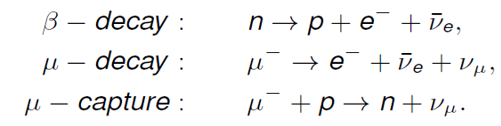 β − decay : n → p + e⁻ + ν̄ₑ,
μ − decay : μ⁻ → e⁻ + ν̄ₑ + ν_μ,
μ − capture : μ⁻ + p → n + ν_μ.